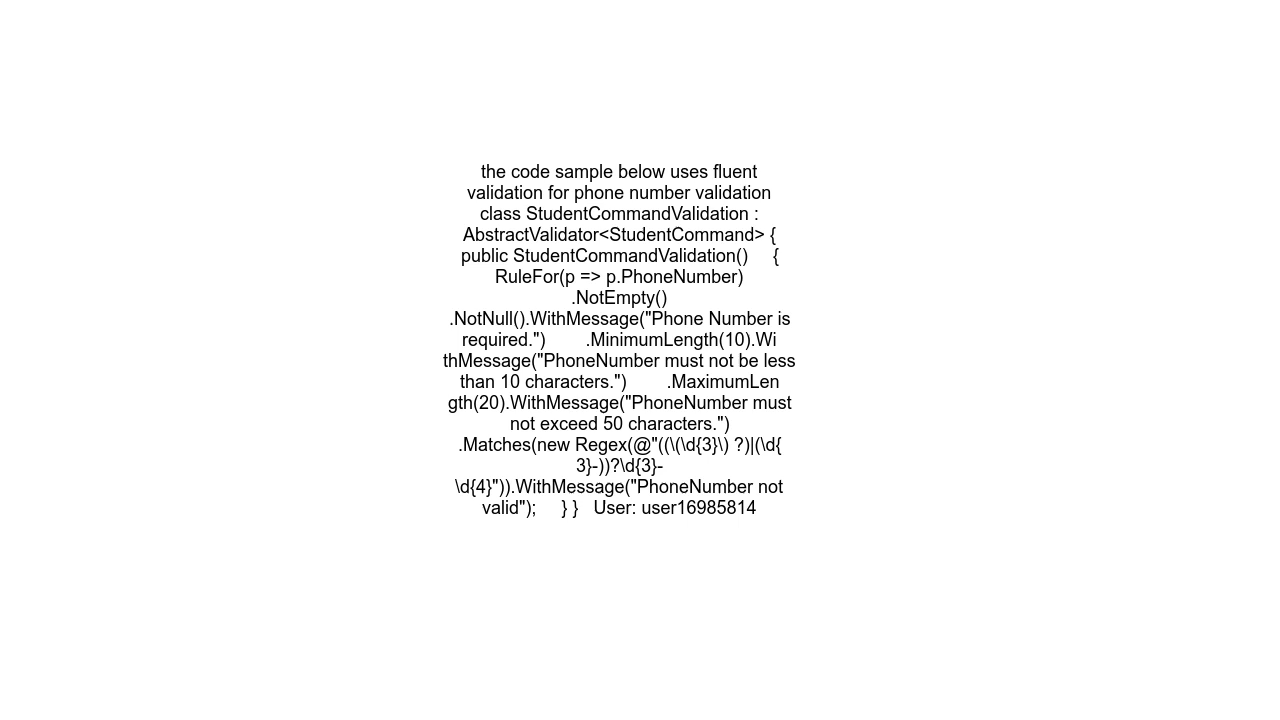 the code sample below uses fluent
validation for phone number validation
class StudentCommandValidation :
AbstractValidator<StudentCommand> {
public StudentCommandValidation()     {
RuleFor(p => p.PhoneNumber)
.NotEmpty()
.NotNull().WithMessage("Phone Number is
required.")        .MinimumLength(10).Wi
thMessage("PhoneNumber must not be less
than 10 characters.")        .MaximumLen
gth(20).WithMessage("PhoneNumber must
not exceed 50 characters.")
.Matches(new Regex(@"((\(\d{3}\) ?)|(\d{
3}-))?\d{3}-
\d{4}")).WithMessage("PhoneNumber not
valid");     } }   User: user16985814